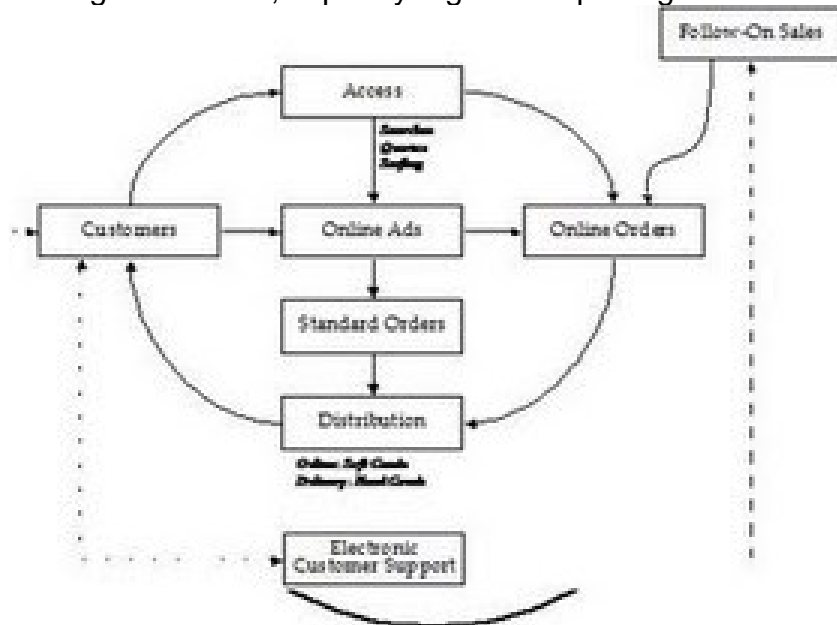 Follow-On Sales
Access
Searches
Queries
Surfing
Customers
Online Ads
Online Orders
Standard Orders
Distribution
Online: Soft Goods
Delivery: Hard Goods
Electronic
Customer Support